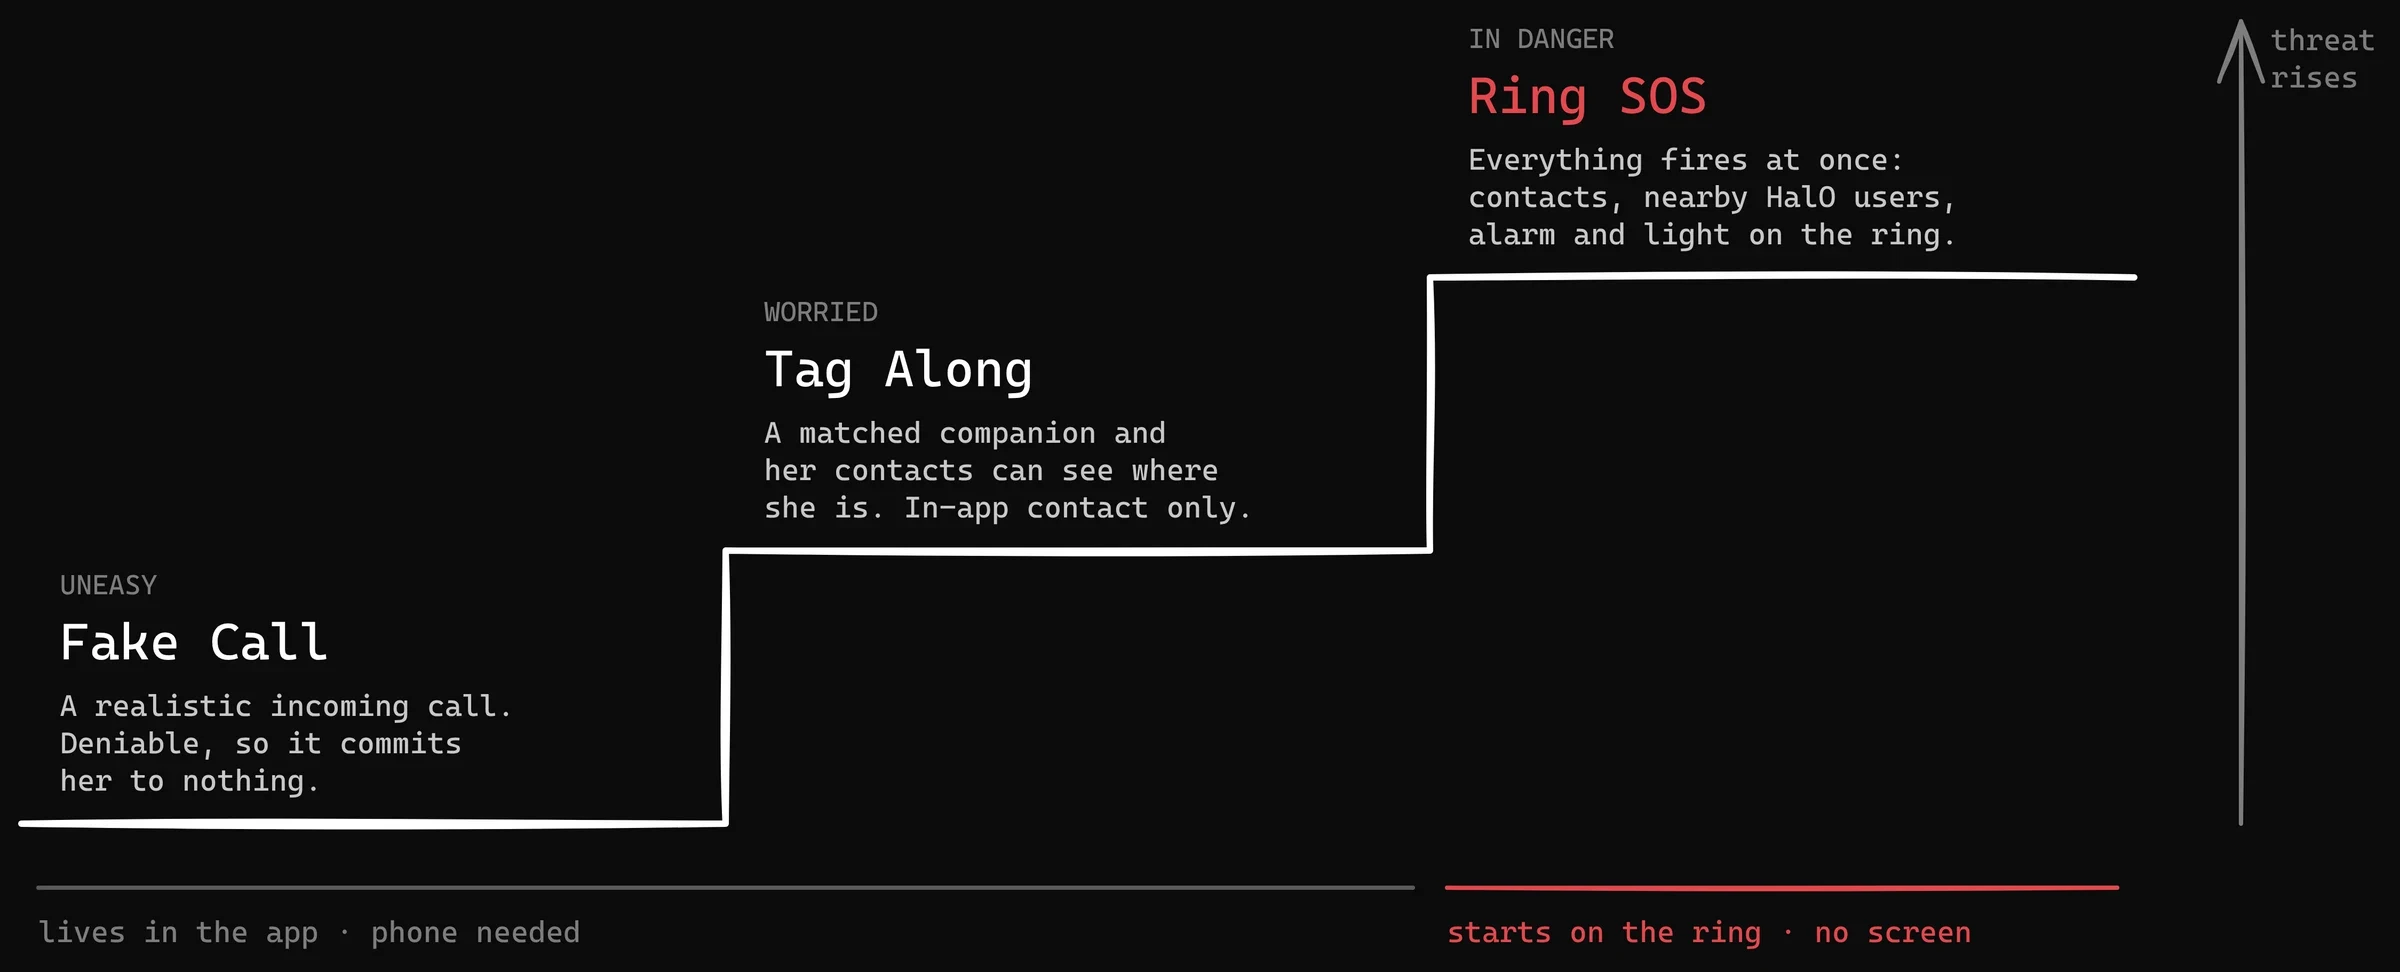 IN DANGER
Ring SOS
Everything fires at once:
contacts, nearby HalO users,
alarm and light on the ring.
threat
rises
WORRIED
Tag Along
A matched companion and
her contacts can see where
she is. In-app contact only.
UNEASY
Fake Call
A realistic incoming call.
Deniable, so it commits
her to nothing.
lives in the app · phone needed
starts on the ring · no screen